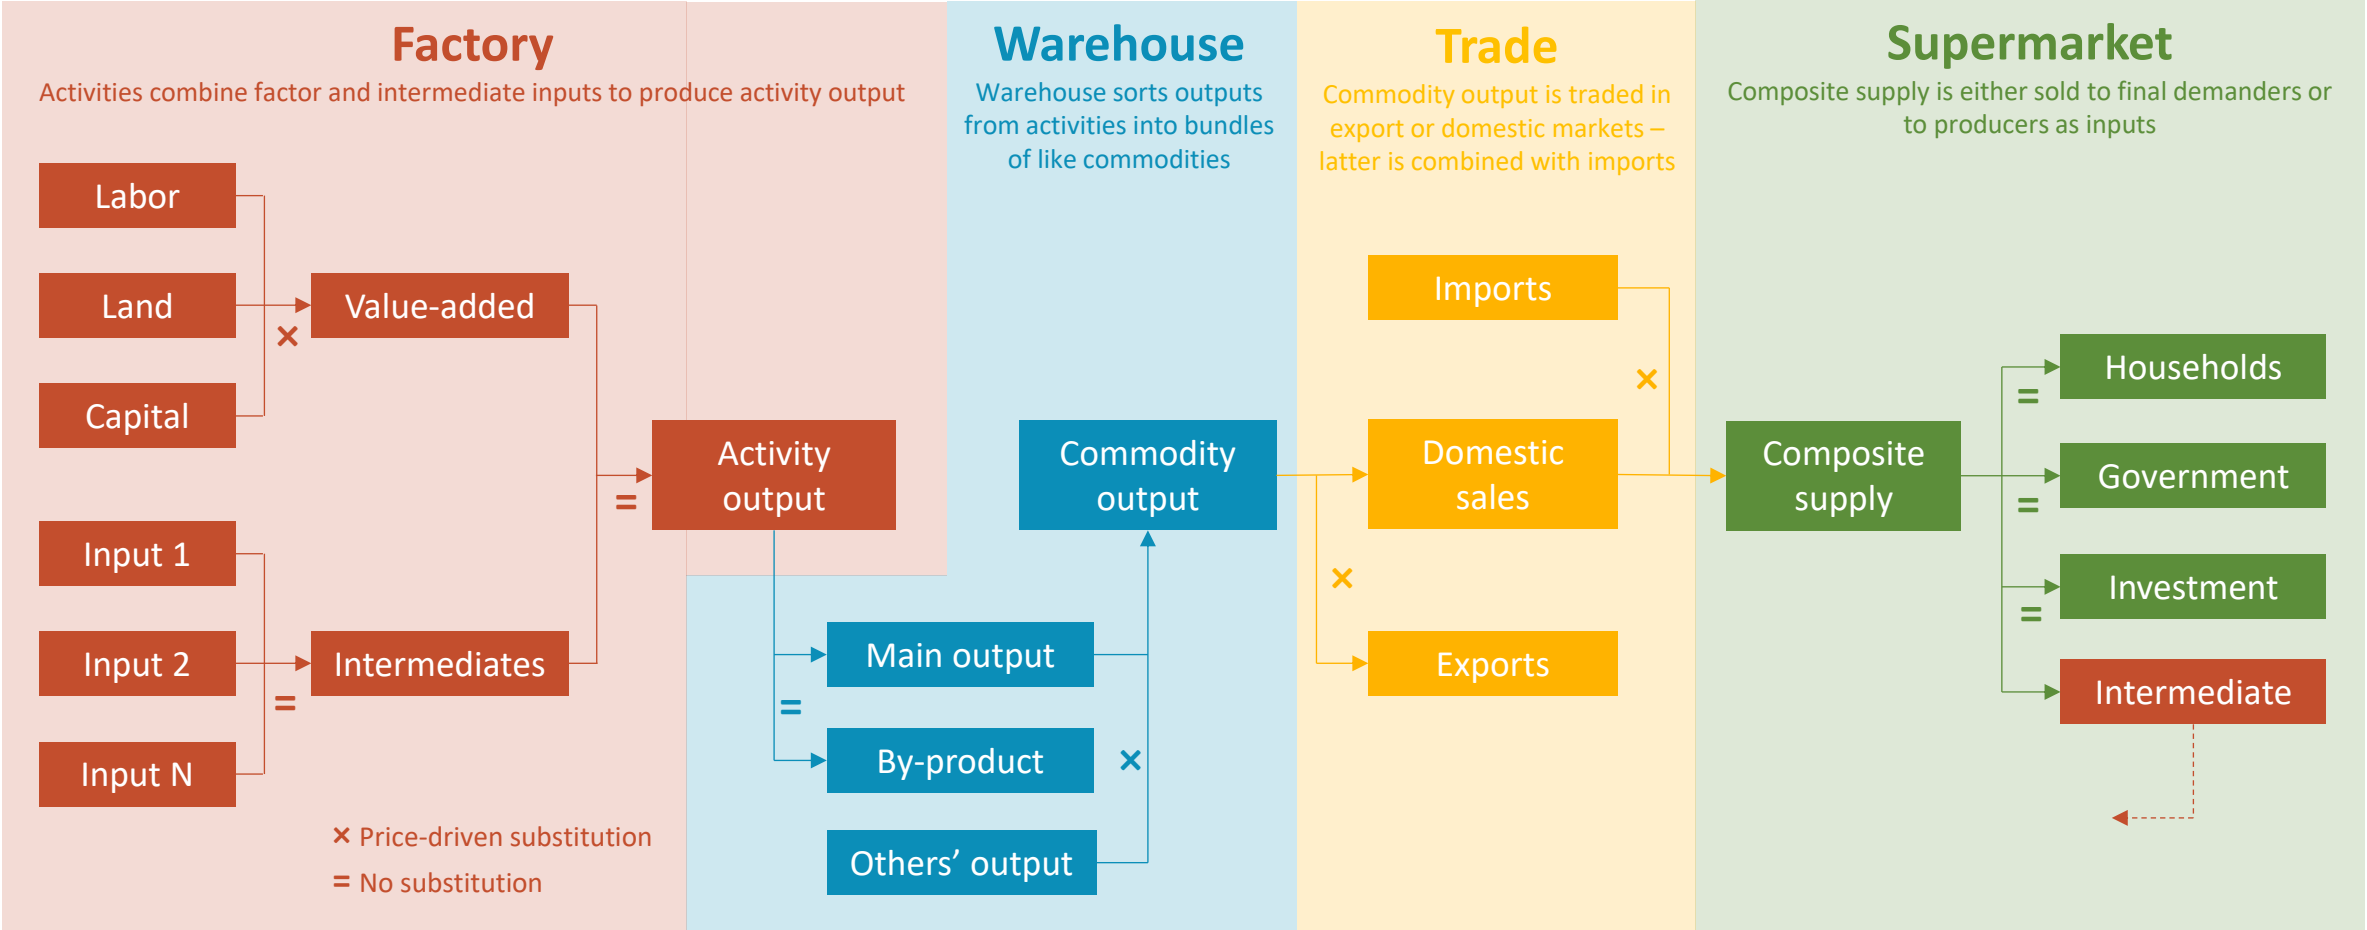 Factory
Activities combine factor and intermediate inputs to produce activity output
Labor
Land
Capital
×
Value-added
Input 1
Input 2
Input N
=
Intermediates
=
Activity
output
× Price-driven substitution
= No substitution
Warehouse
Warehouse sorts outputs
from activities into bundles
of like commodities
Commodity
output
Main output
=
By-product
×
Others’ output
Trade
Commodity output is traded in
export or domestic markets –
latter is combined with imports
Imports
×
Domestic
sales
×
Exports
Supermarket
Composite supply is either sold to final demanders or
to producers as inputs
Composite
supply
Households
=
Government
=
Investment
=
Intermediate